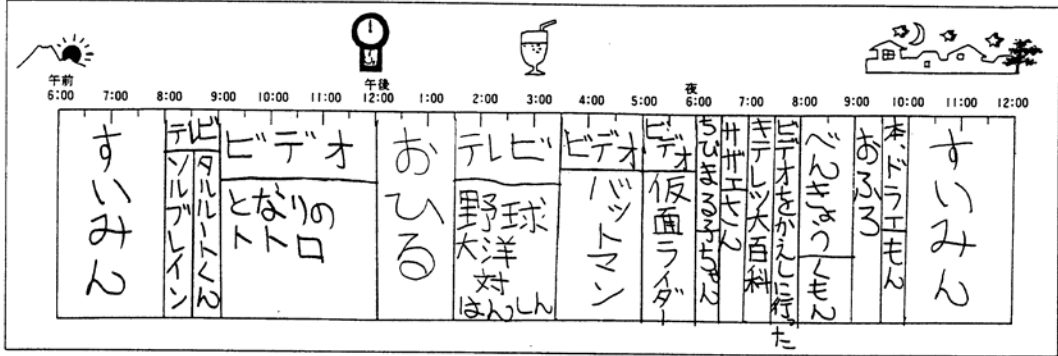 午前
午後
夜
6:00 7:00 8:00 9:00 10:00 11:00 12:00 1:00 2:00 3:00 4:00 5:00 6:00 7:00 8:00 9:00 10:00 11:00 12:00
すいみん
テレビ
ソルブレイン
タルルートくん
ビデオ
となりの
トトロ
おひる
テレビ
野球
大洋
対
はんしん
ビデオ
バットマン
ビデオ
仮面ライダー
ちびまる子ちゃん
サザエさん
キテレツ大百科
ビデオをかえしに行った
べんきょう
くもん
おふろ
本、ドラエもん
すいみん